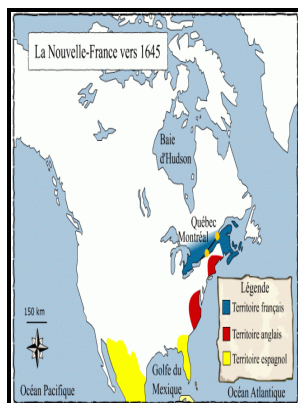 La Nouvelle-France vers 1645
Baie
d'Hudson
Québec
Montréal
Légende
Territoire français
Territoire anglais
Territoire espagnol
150 km
Golfe du
Mexique
Océan Pacifique
Océan Atlantique